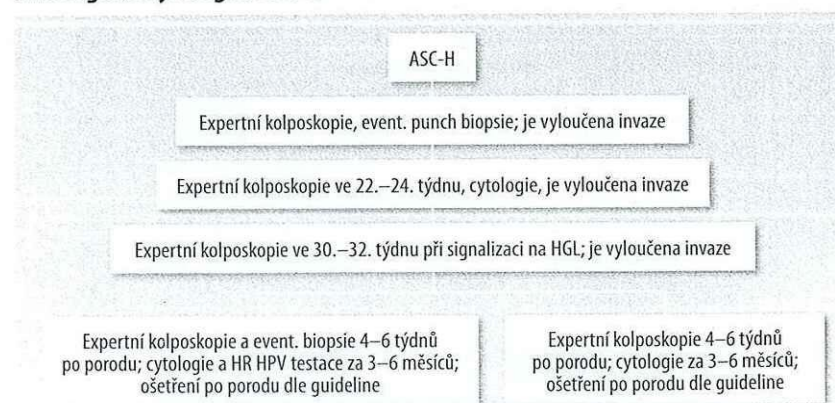 ASC-H
Expertní kolposkopie, event. punch biopsie; je vyloučena invaze
Expertní kolposkopie ve 22.–24. týdnu, cytologie, je vyloučena invaze
Expertní kolposkopie ve 30.–32. týdnu při signalizaci na HGL; je vyloučena invaze
Expertní kolposkopie a event. biopsie 4–6 týdnů
po porodu; cytologie a HR HPV testace za 3–6 měsíců;
ošetření po porodu dle guideline
Expertní kolposkopie 4–6 týdnů
po porodu; cytologie za 3–6 měsíců;
ošetření po porodu dle guideline